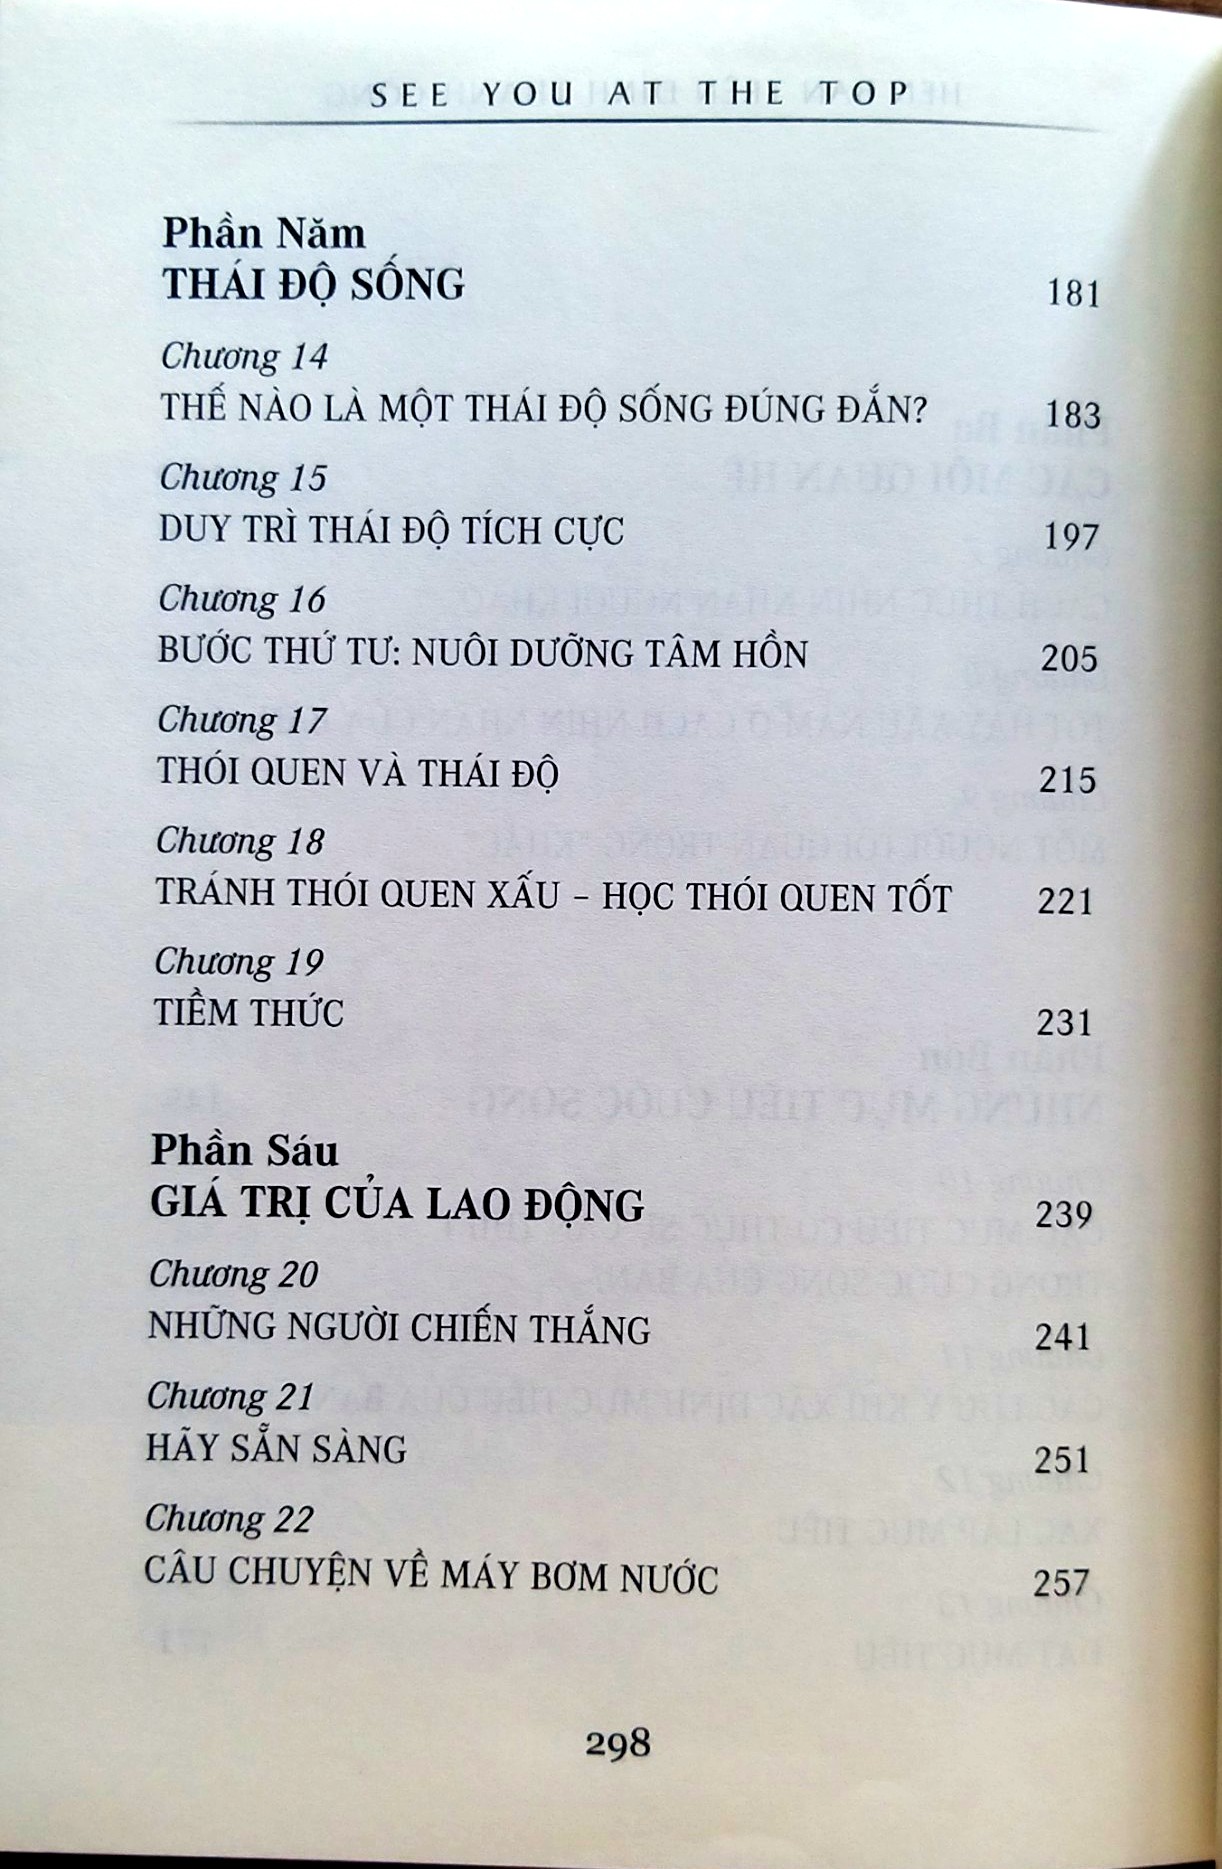 SEE YOU AT THE TOP
Phần Năm
THÁI ĐỘ SỐNG 181
Chương 14
THẾ NÀO LÀ MỘT THÁI ĐỘ SỐNG ĐÚNG ĐẮN? 183
Chương 15
DUY TRÌ THÁI ĐỘ TÍCH CỰC 197
Chương 16
BƯỚC THỨ TƯ: NUÔI DƯỠNG TÂM HỒN 205
Chương 17
THÓI QUEN VÀ THÁI ĐỘ 215
Chương 18
TRÁNH THÓI QUEN XẤU – HỌC THÓI QUEN TỐT 221
Chương 19
TIỀM THỨC 231
Phần Sáu
GIÁ TRỊ CỦA LAO ĐỘNG 239
Chương 20
NHỮNG NGƯỜI CHIẾN THẮNG 241
Chương 21
HÃY SẴN SÀNG 251
Chương 22
CÂU CHUYỆN VỀ MÁY BƠM NƯỚC 257
298